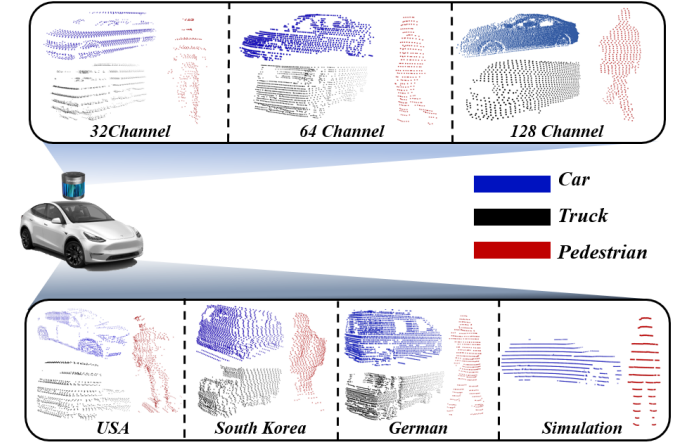 32Channel
64 Channel
128 Channel
Car
Truck
Pedestrian
USA
South Korea
German
Simulation